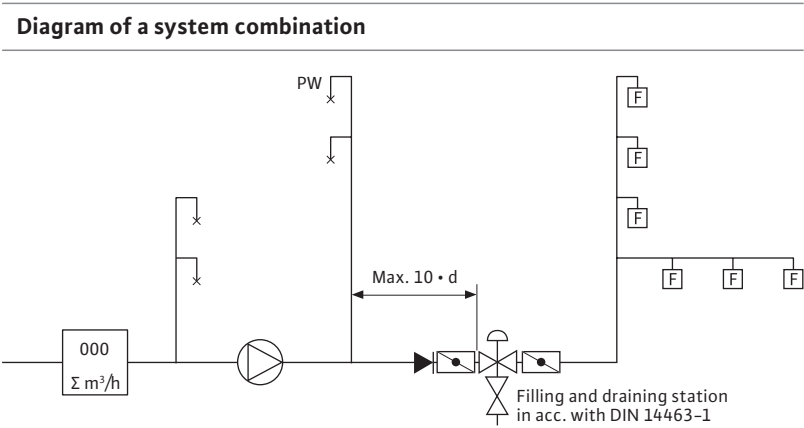 Diagram of a system combination
PW
F
F
F
Max. 10 • d
F
F
F
000
Σ m³/h
Filling and draining station
in acc. with DIN 14463–1